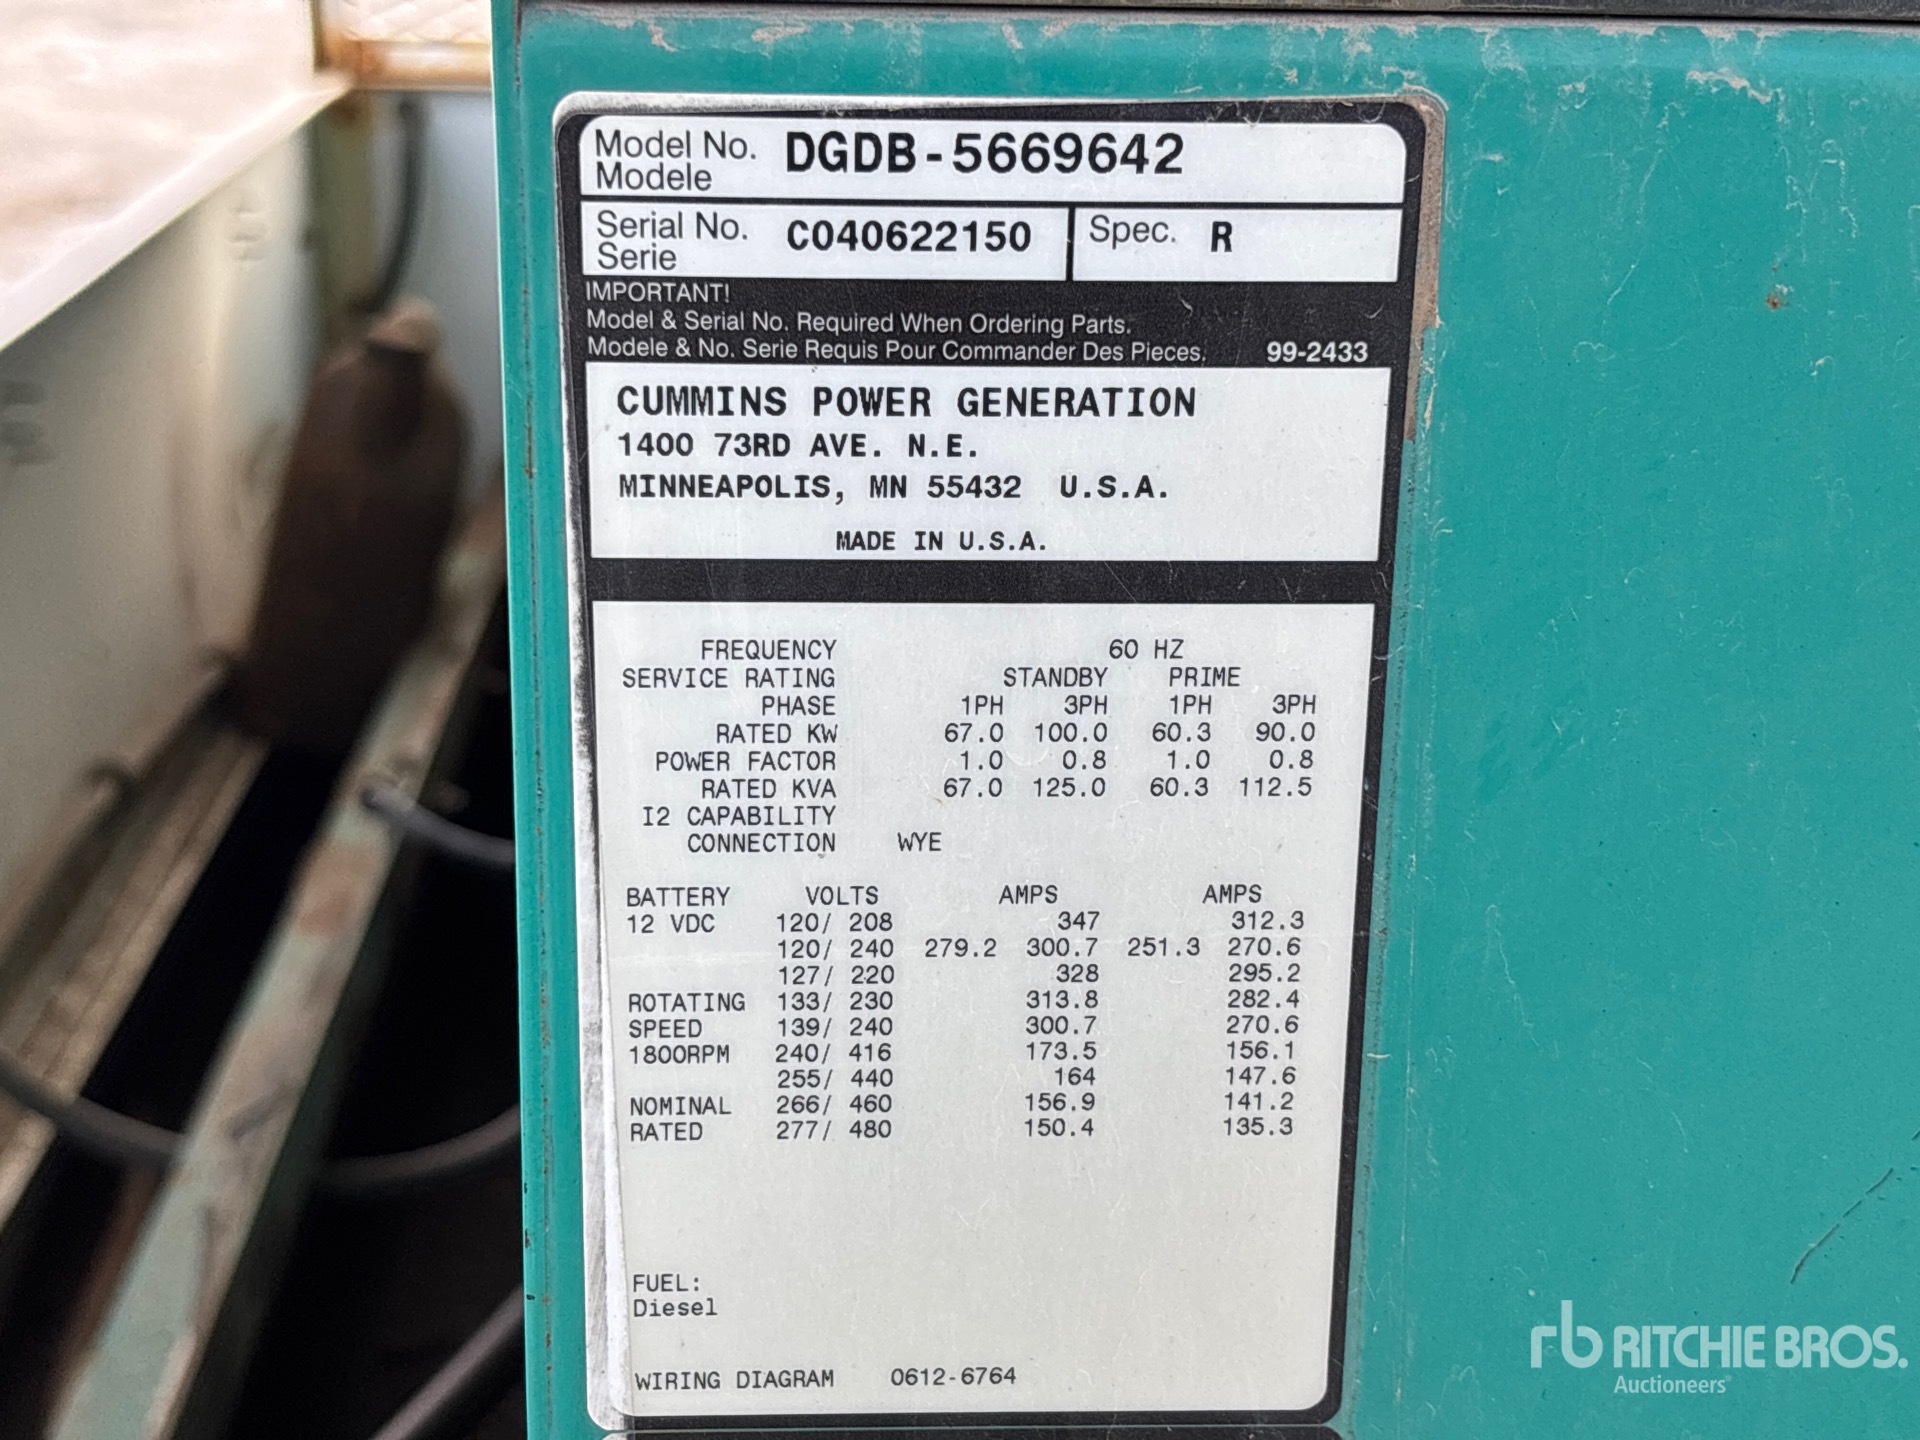 Model No. DGDB-5669642
Modele
Serial No. C040622150 Spec. R
Serie
IMPORTANT!
Model & Serial No. Required When Ordering Parts.
Modele & No. Serie Requis Pour Commander Des Pieces. 99-2433
CUMMINS POWER GENERATION
1400 73RD AVE. N.E.
MINNEAPOLIS, MN 55432 U.S.A.
MADE IN U.S.A.
FREQUENCY 60 HZ
SERVICE RATING STANDBY PRIME
PHASE 1PH 3PH 1PH 3PH
RATED KW 67.0 100.0 60.3 90.0
POWER FACTOR 1.0 0.8 1.0 0.8
RATED KVA 67.0 125.0 60.3 112.5
I2 CAPABILITY
CONNECTION WYE
BATTERY VOLTS AMPS AMPS
12 VDC 120/ 208 347 312.3
120/ 240 279.2 300.7 251.3 270.6
127/ 220 328 295.2
ROTATING 133/ 230 313.8 282.4
SPEED 139/ 240 300.7 270.6
1800RPM 240/ 416 173.5 156.1
255/ 440 164 147.6
NOMINAL 266/ 460 156.9 141.2
RATED 277/ 480 150.4 135.3
FUEL:
Diesel
WIRING DIAGRAM 0612-6764
rb RITCHIE BROS.
Auctioneers